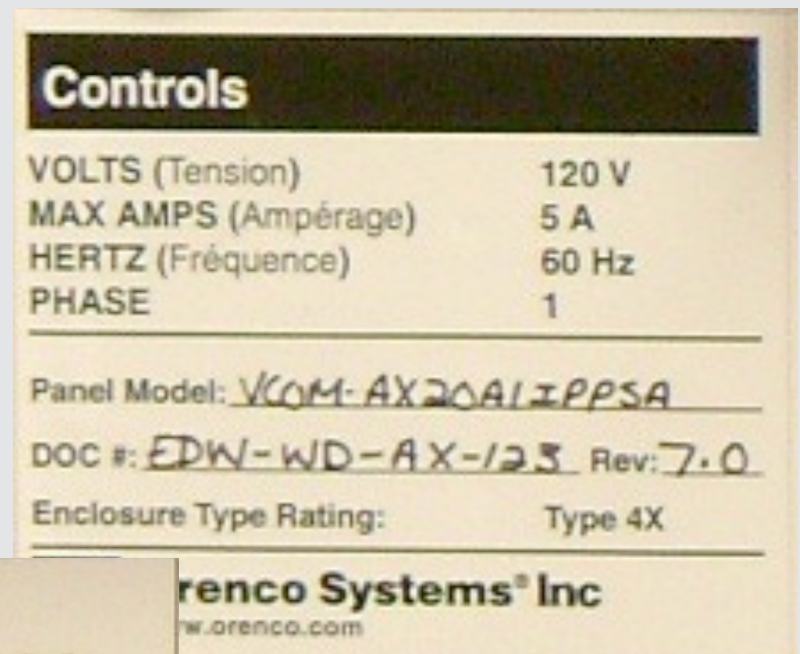 Controls
VOLTS (Tension) 120 V
MAX AMPS (Ampérage) 5 A
HERTZ (Fréquence) 60 Hz
PHASE 1
Panel Model: VCOM-AX20A1IPPSA
DOC #: EDW-WD-AX-123 Rev: 7.0
Enclosure Type Rating: Type 4X
renco Systems® Inc
w.orenco.com